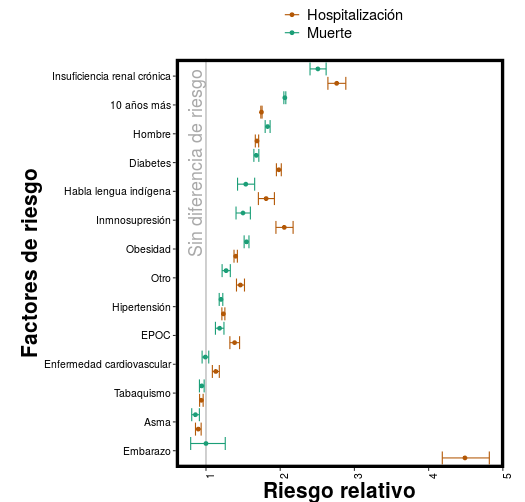 Hospitalización
Muerte
Factores de riesgo
Sin diferencia de riesgo
Insuficiencia renal crónica
10 años más
Hombre
Diabetes
Habla lengua indígena
Inmnosupresión
Obesidad
Otro
Hipertensión
EPOC
Enfermedad cardiovascular
Tabaquismo
Asma
Embarazo
1
2
3
4
5
Riesgo relativo